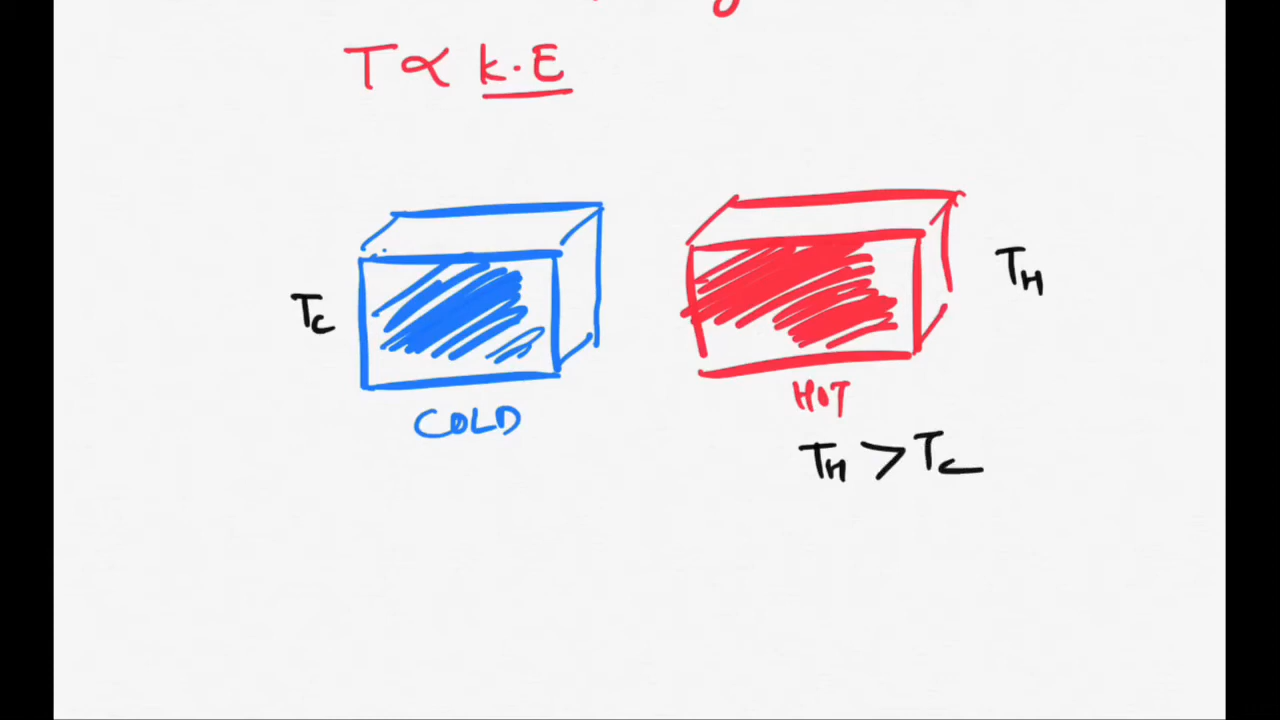 T ∝ k.E
TH
TC
HOT
COLD
TH > TC